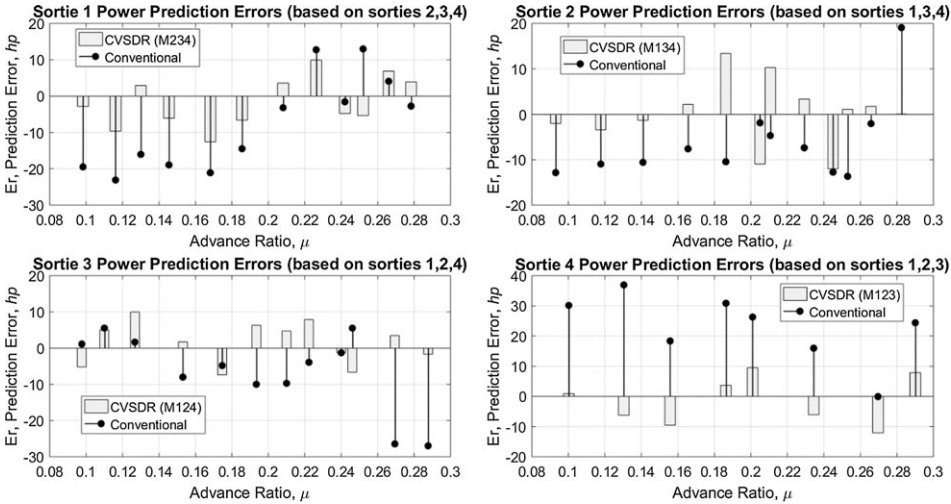 Sortie 1 Power Prediction Errors (based on sorties 2,3,4)
Er, Prediction Error, hp
20
10
0
-10
-20
-30
CVSDR (M234)
Conventional
0.08 0.1 0.12 0.14 0.16 0.18 0.2 0.22 0.24 0.26 0.28 0.3
Advance Ratio, μ
Sortie 2 Power Prediction Errors (based on sorties 1,3,4)
Er, Prediction Error, hp
20
10
0
-10
-20
CVSDR (M134)
Conventional
0.08 0.1 0.12 0.14 0.16 0.18 0.2 0.22 0.24 0.26 0.28 0.3
Advance Ratio, μ
Sortie 3 Power Prediction Errors (based on sorties 1,2,4)
Er, Prediction Error, hp
20
10
0
-10
-20
-30
CVSDR (M124)
Conventional
0.08 0.1 0.12 0.14 0.16 0.18 0.2 0.22 0.24 0.26 0.28 0.3
Advance Ratio, μ
Sortie 4 Power Prediction Errors (based on sorties 1,2,3)
Er, Prediction Error, hp
40
30
20
10
0
-10
-20
CVSDR (M123)
Conventional
0.08 0.1 0.12 0.14 0.16 0.18 0.2 0.22 0.24 0.26 0.28 0.3
Advance Ratio, μ